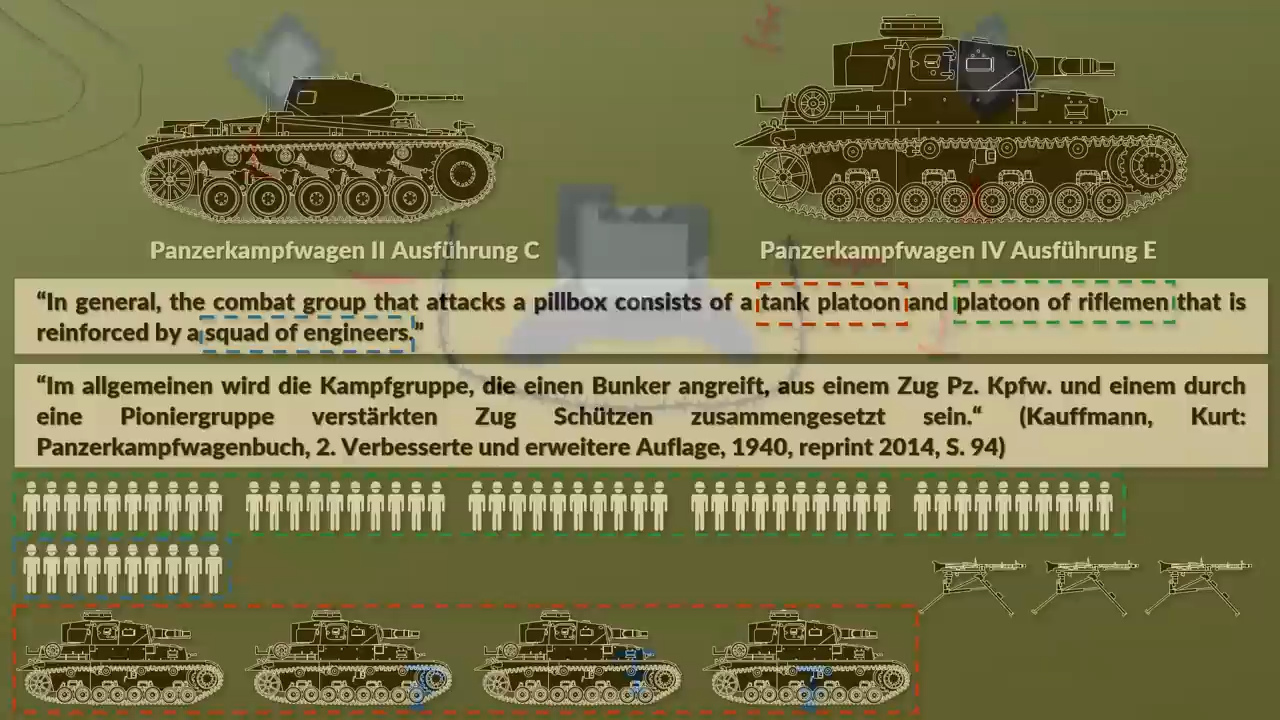 Panzerkampfwagen II Ausführung C
Panzerkampfwagen IV Ausführung E
“In general, the combat group that attacks a pillbox consists of a tank platoon and platoon of riflemen that is
reinforced by a squad of engineers.”
“Im allgemeinen wird die Kampfgruppe, die einen Bunker angreift, aus einem Zug Pz. Kpfw. und einem durch
eine Pioniergruppe verstärkten Zug Schützen zusammengesetzt sein.“ (Kauffmann, Kurt:
Panzerkampfwagenbuch, 2. Verbesserte und erweitere Auflage, 1940, reprint 2014, S. 94)